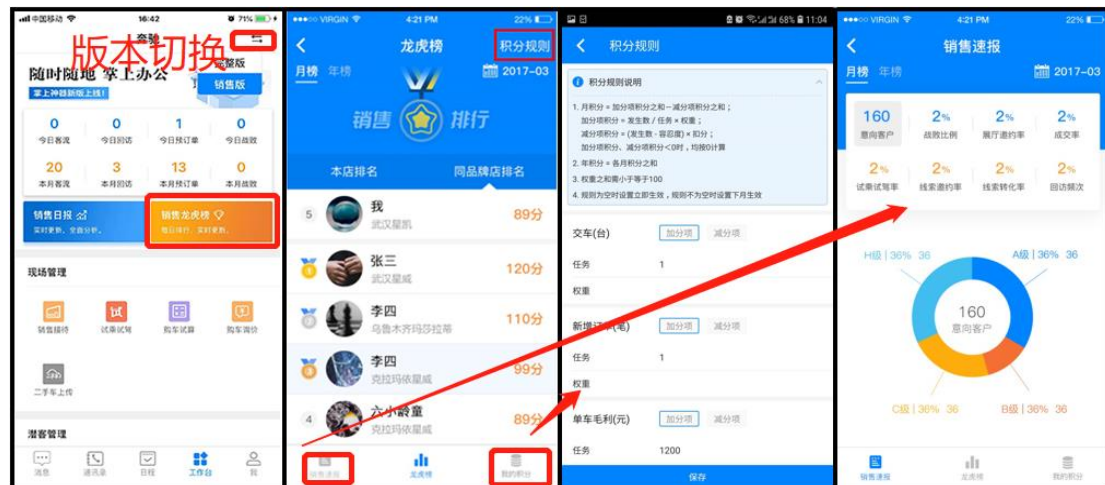 中国移动
16:42
71%
奔驰
版本切换
完整版
销售版
随时随地 掌上办公
掌上神器新版上线!
0
0
1
0
今日客流
今日回访
今日预订单
今日战败
20
3
13
0
本月客流
本月回访
本月预订单
本月战败
销售日报
实时更新,全面分析。
销售龙虎榜
每日排行,实时更新。
现场管理
销售接待
试乘试驾
购车试算
购车询价
二手车上传
潜客管理
消息
通讯录
日程
工作台
我
VIRGIN
4:21 PM
22%
龙虎榜
积分规则
月榜 年榜
2017-03
销售
排行
本店排名
同品牌店排名
5
我
武汉星凯
89分
张三
武汉星威
120分
李四
乌鲁木齐玛莎拉蒂
110分
李四
克拉玛依星威
99分
4
六小龄童
克拉玛依星威
89分
销售速报
龙虎榜
我的积分
68%
11:04
积分规则
积分规则说明
1. 月积分 = 加分项积分之和-减分项积分之和;
加分项积分 = 发生数 / 任务 × 权重;
减分项积分 = (发生数 - 容忍度) × 扣分;
加分项积分、减分项积分<0时,均按0计算
2. 年积分 = 各月积分之和
3. 权重之和需小于等于100
4. 规则为空时设置立即生效,规则不为空时设置下月生效
交车(台)
加分项
减分项
任务
1
权重
新增订单(笔)
加分项
减分项
任务
1
权重
单车毛利(元)
加分项
减分项
任务
1200
保存
VIRGIN
4:21 PM
22%
销售速报
月榜 年榜
2017-03
160
2%
2%
2%
意向客户
战败比例
展厅邀约率
成交率
2%
2%
2%
2%
试乘试驾率
线索邀约率
线索转化率
回访频次
H级 | 36% 36
A级 | 36% 36
160
意向客户
C级 | 36% 36
B级 | 36% 36
销售速报
龙虎榜
我的积分